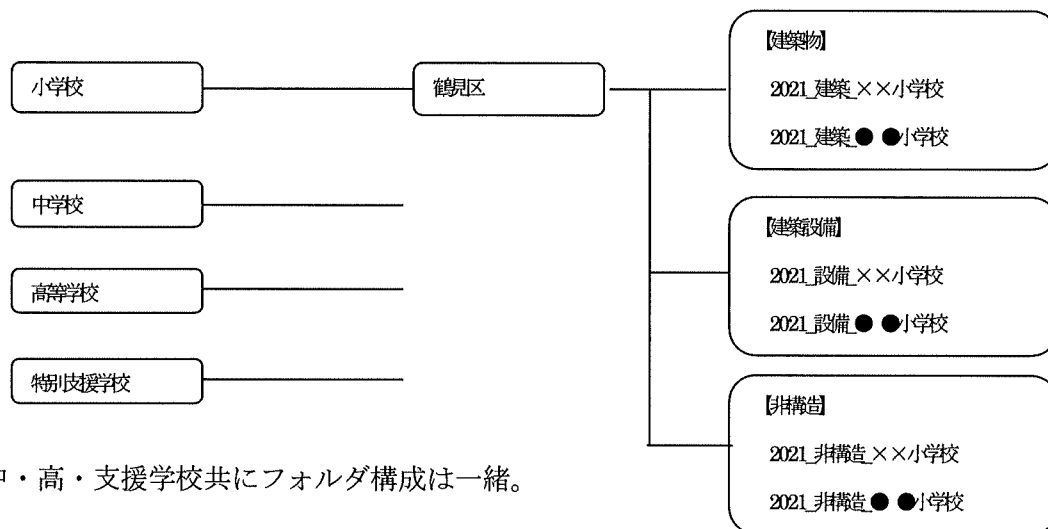 小学校
鶴見区
【建築物】
2021_建築_××小学校
2021_建築_●●小学校
中学校
【建築設備】
2021_設備_××小学校
2021_設備_●●小学校
高等学校
特別支援学校
【非構造】
2021_非構造_××小学校
2021_非構造_●●小学校
・高・支援学校共にフォルダ構成は一緒。